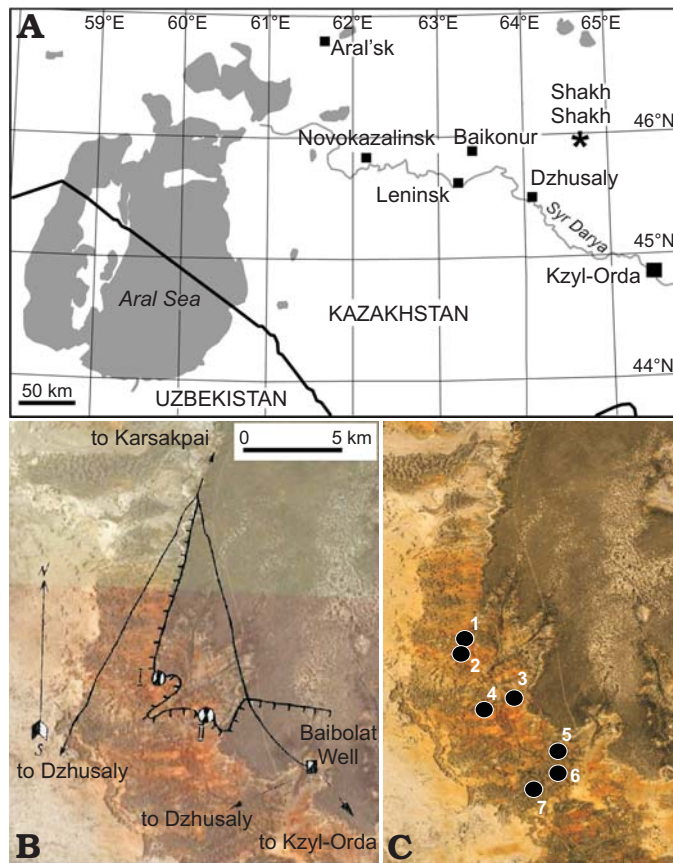 A
59°E 60°E 61°E 62°E 63°E 64°E 65°E
Aral'sk
Shakh
Shakh
*
46°N
Novokazalinsk
Baikonur
Leninsk
Dzhusaly
Syr Darya
45°N
Kzyl-Orda
Aral Sea
KAZAKHSTAN
44°N
50 km
UZBEKISTAN
to Karsakpai
0 5 km
N
S
I
Baibolat
Well
to Dzhusaly
to Dzhusaly
to Kzyl-Orda
B
1
2
3
4
5
6
7
C